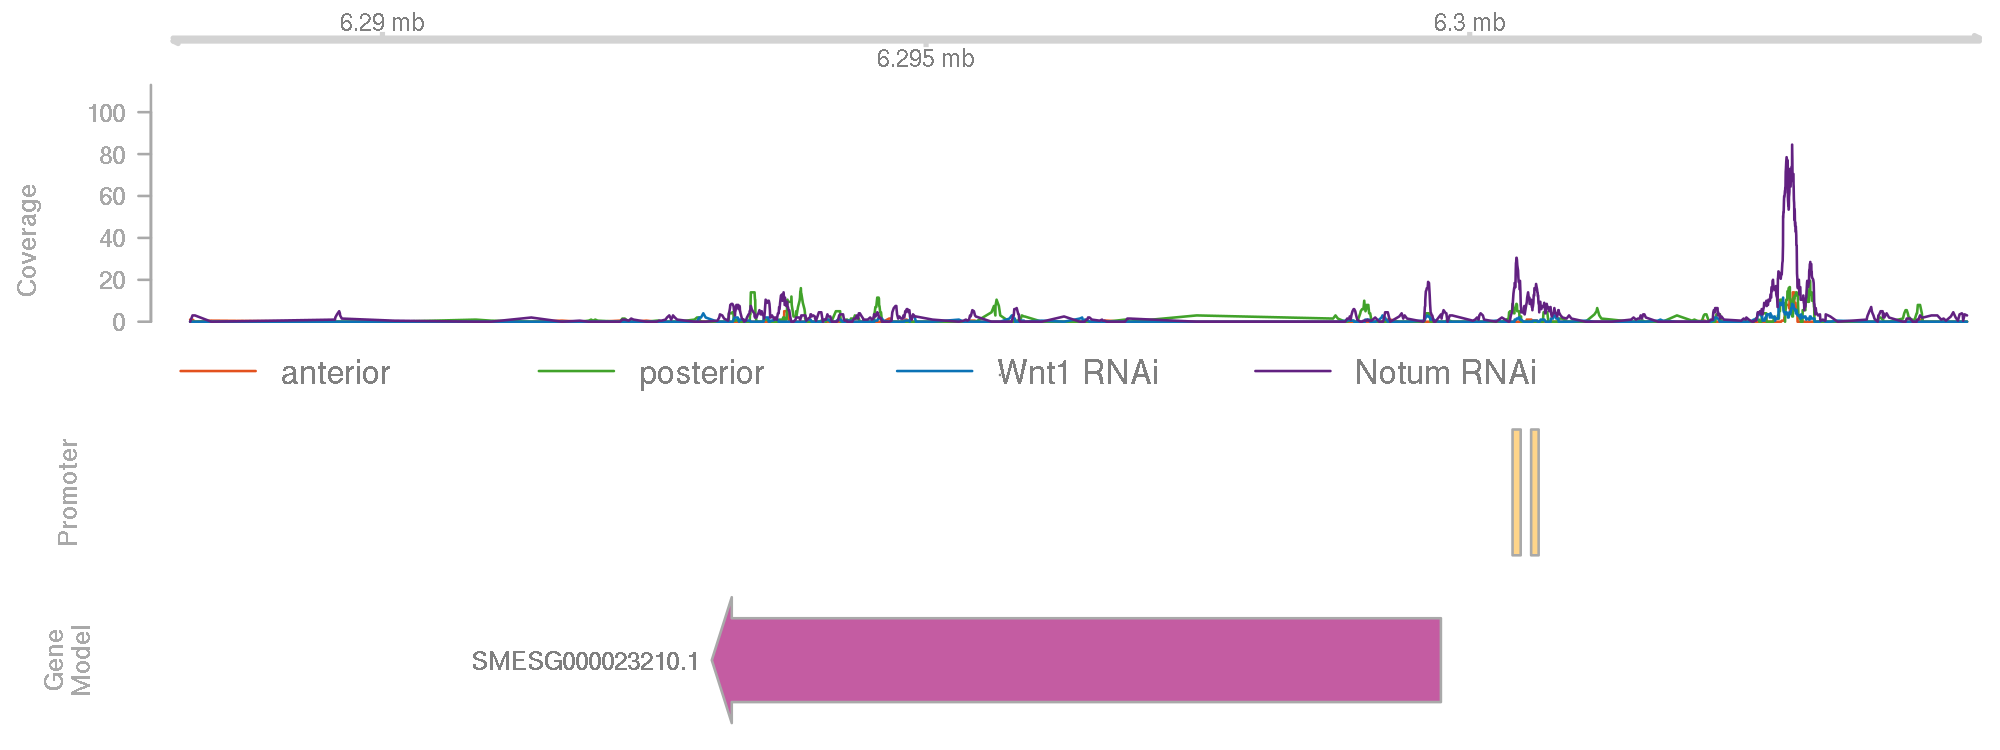 6.29 mb
6.3 mb
6.295 mb
Coverage
100
80
60
40
20
0
anterior
posterior
Wnt1 RNAi
Notum RNAi
Promoter
Gene
Model
SMESG000023210.1